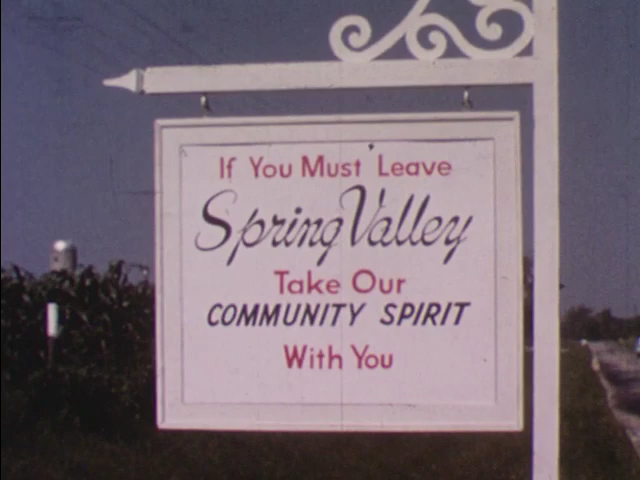 If You Must Leave
Spring Valley
Take Our
COMMUNITY SPIRIT
With You